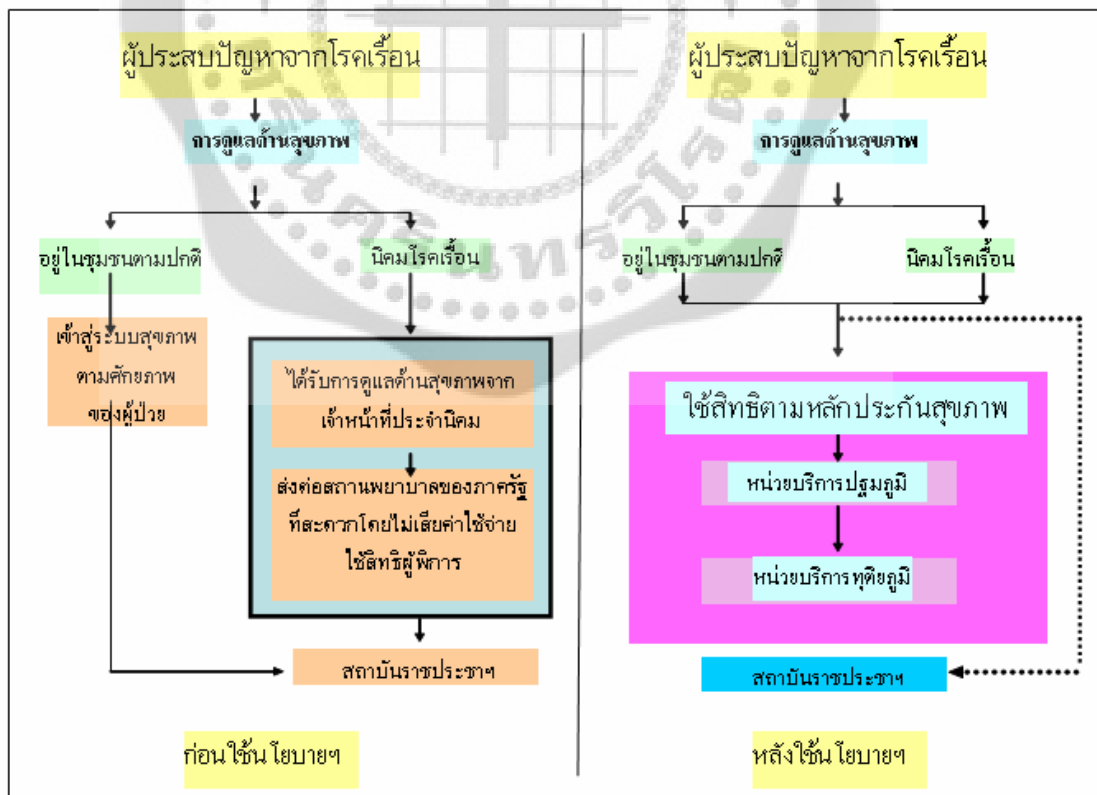 ผู้ประสบปัญหาจากโรคเรื้อน
การดูแลด้านสุขภาพ
อยู่ในชุมชนตามปกติ
นิคมโรคเรื้อน
เข้าสู่ระบบสุขภาพ
ตามศักยภาพ
ของผู้ป่วย
ได้รับการดูแลด้านสุขภาพจาก
เจ้าหน้าที่ประจำนิคม
ส่งต่อสถานพยาบาลของภาครัฐ
ที่สะดวกโดยไม่เสียค่าใช้จ่าย
ใช้สิทธิผู้พิการ
สถาบันราชประชาฯ
ก่อนใช้นโยบายฯ
ผู้ประสบปัญหาจากโรคเรื้อน
การดูแลด้านสุขภาพ
อยู่ในชุมชนตามปกติ
นิคมโรคเรื้อน
ใช้สิทธิตามหลักประกันสุขภาพ
หน่วยบริการปฐมภูมิ
หน่วยบริการทุติยภูมิ
สถาบันราชประชาฯ
หลังใช้นโยบายฯ